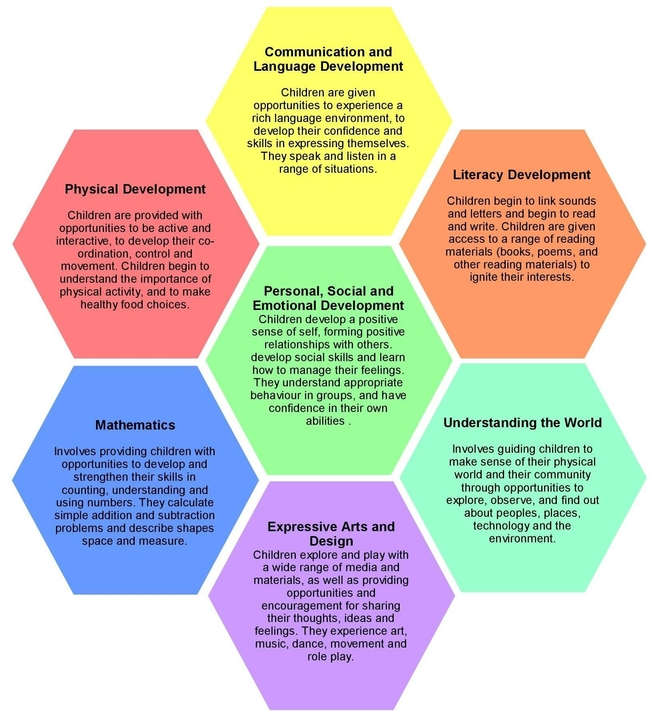 Communication and
Language Development
Children are given
opportunities to experience a
rich language environment, to
develop their confidence and
skills in expressing themselves.
They speak and listen in a
range of situations.
Physical Development
Children are provided with
opportunities to be active and
interactive, to develop their co-
ordination, control and
movement. Children begin to
understand the importance of
physical activity, and to make
healthy food choices.
Literacy Development
Children begin to link sounds
and letters and begin to read
and write. Children are given
access to a range of reading
materials (books, poems, and
other reading materials) to
ignite their interests.
Personal, Social and
Emotional Development
Children develop a positive
sense of self, forming positive
relationships with others.
develop social skills and learn
how to manage their feelings.
They understand appropriate
behaviour in groups, and have
confidence in their own
abilities .
Mathematics
Involves providing children with
opportunities to develop and
strengthen their skills in
counting, understanding and
using numbers. They calculate
simple addition and subtraction
problems and describe shapes
space and measure.
Understanding the World
Involves guiding children to
make sense of their physical
world and their community
through opportunities to
explore, observe, and find out
about peoples, places,
technology and the
environment.
Expressive Arts and
Design
Children explore and play with
a wide range of media and
materials, as well as providing
opportunities and
encouragement for sharing
their thoughts, ideas and
feelings. They experience art,
music, dance, movement and
role play.